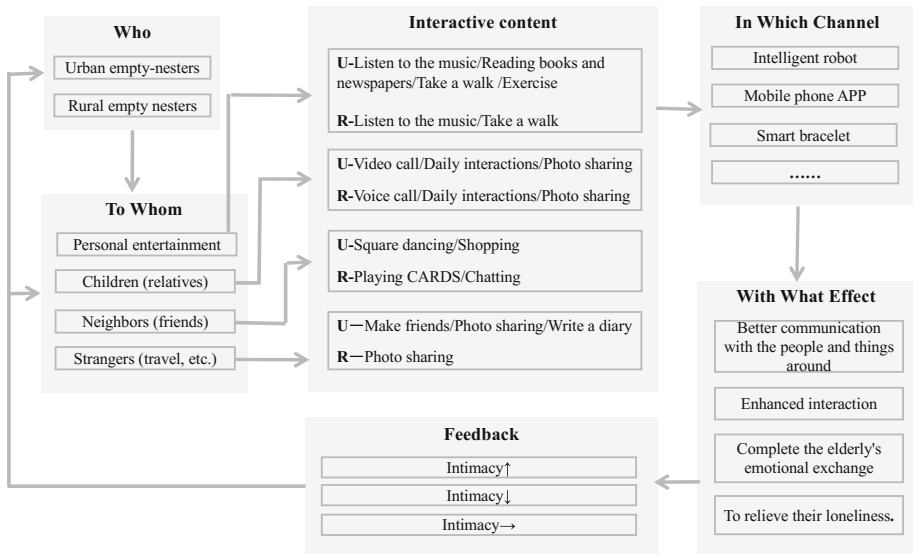 Who
Urban empty-nesters
Rural empty nesters
To Whom
Personal entertainment
Children (relatives)
Neighbors (friends)
Strangers (travel, etc.)
Interactive content
U-Listen to the music/Reading books and
newspapers/Take a walk /Exercise
R-Listen to the music/Take a walk
U-Video call/Daily interactions/Photo sharing
R-Voice call/Daily interactions/Photo sharing
U-Square dancing/Shopping
R-Playing CARDS/Chatting
U—Make friends/Photo sharing/Write a diary
R—Photo sharing
In Which Channel
Intelligent robot
Mobile phone APP
Smart bracelet
……
With What Effect
Better communication
with the people and things
around
Enhanced interaction
Complete the elderly's
emotional exchange
To relieve their loneliness.
Feedback
Intimacy↑
Intimacy↓
Intimacy→